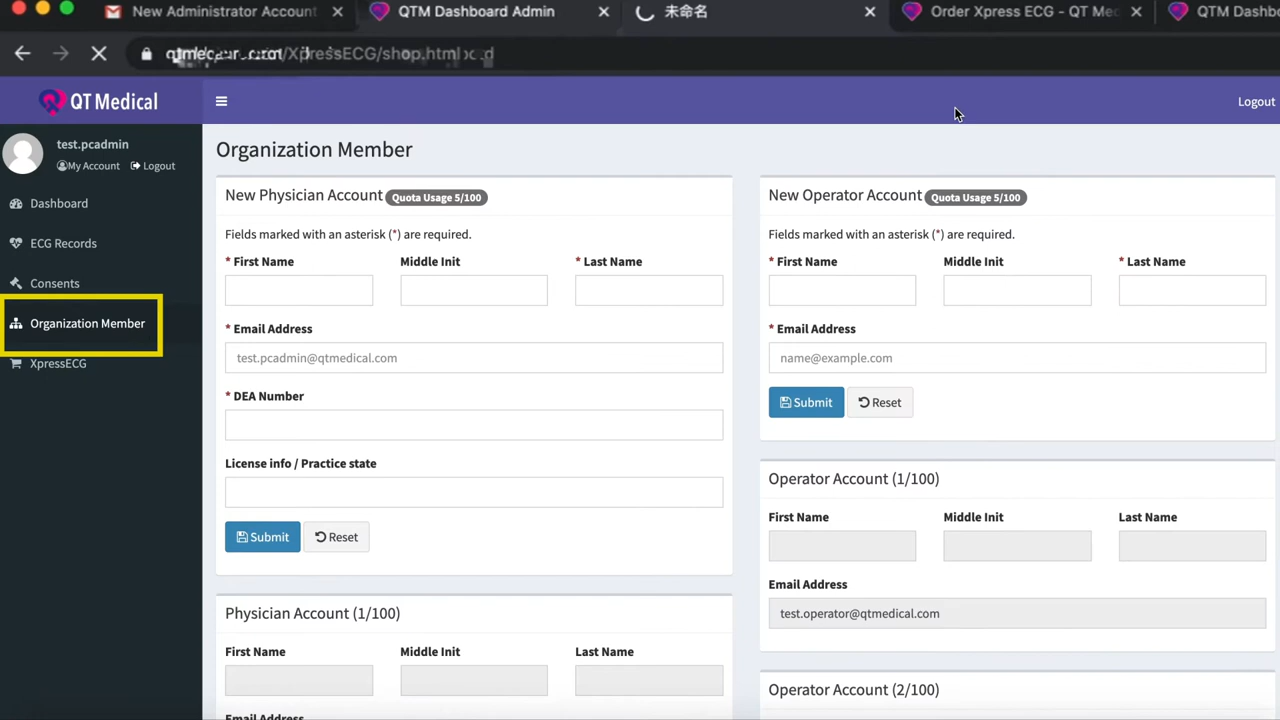 New Administrator Account
QTM Dashboard Admin
未命名
Order Xpress ECG - QT Med
QTM Dashb
/XpressECG/shop.html
QT Medical
Logout
test.pcadmin
My Account Logout
Dashboard
ECG Records
Consents
Organization Member
XpressECG
Organization Member
New Physician Account Quota Usage 5/100
Fields marked with an asterisk (*) are required.
* First Name Middle Init * Last Name
* Email Address
test.pcadmin@qtmedical.com
* DEA Number
License info / Practice state
Submit Reset
Physician Account (1/100)
First Name Middle Init Last Name
Email Address
New Operator Account Quota Usage 5/100
Fields marked with an asterisk (*) are required.
* First Name Middle Init * Last Name
* Email Address
name@example.com
Submit Reset
Operator Account (1/100)
First Name Middle Init Last Name
Email Address
test.operator@qtmedical.com
Operator Account (2/100)